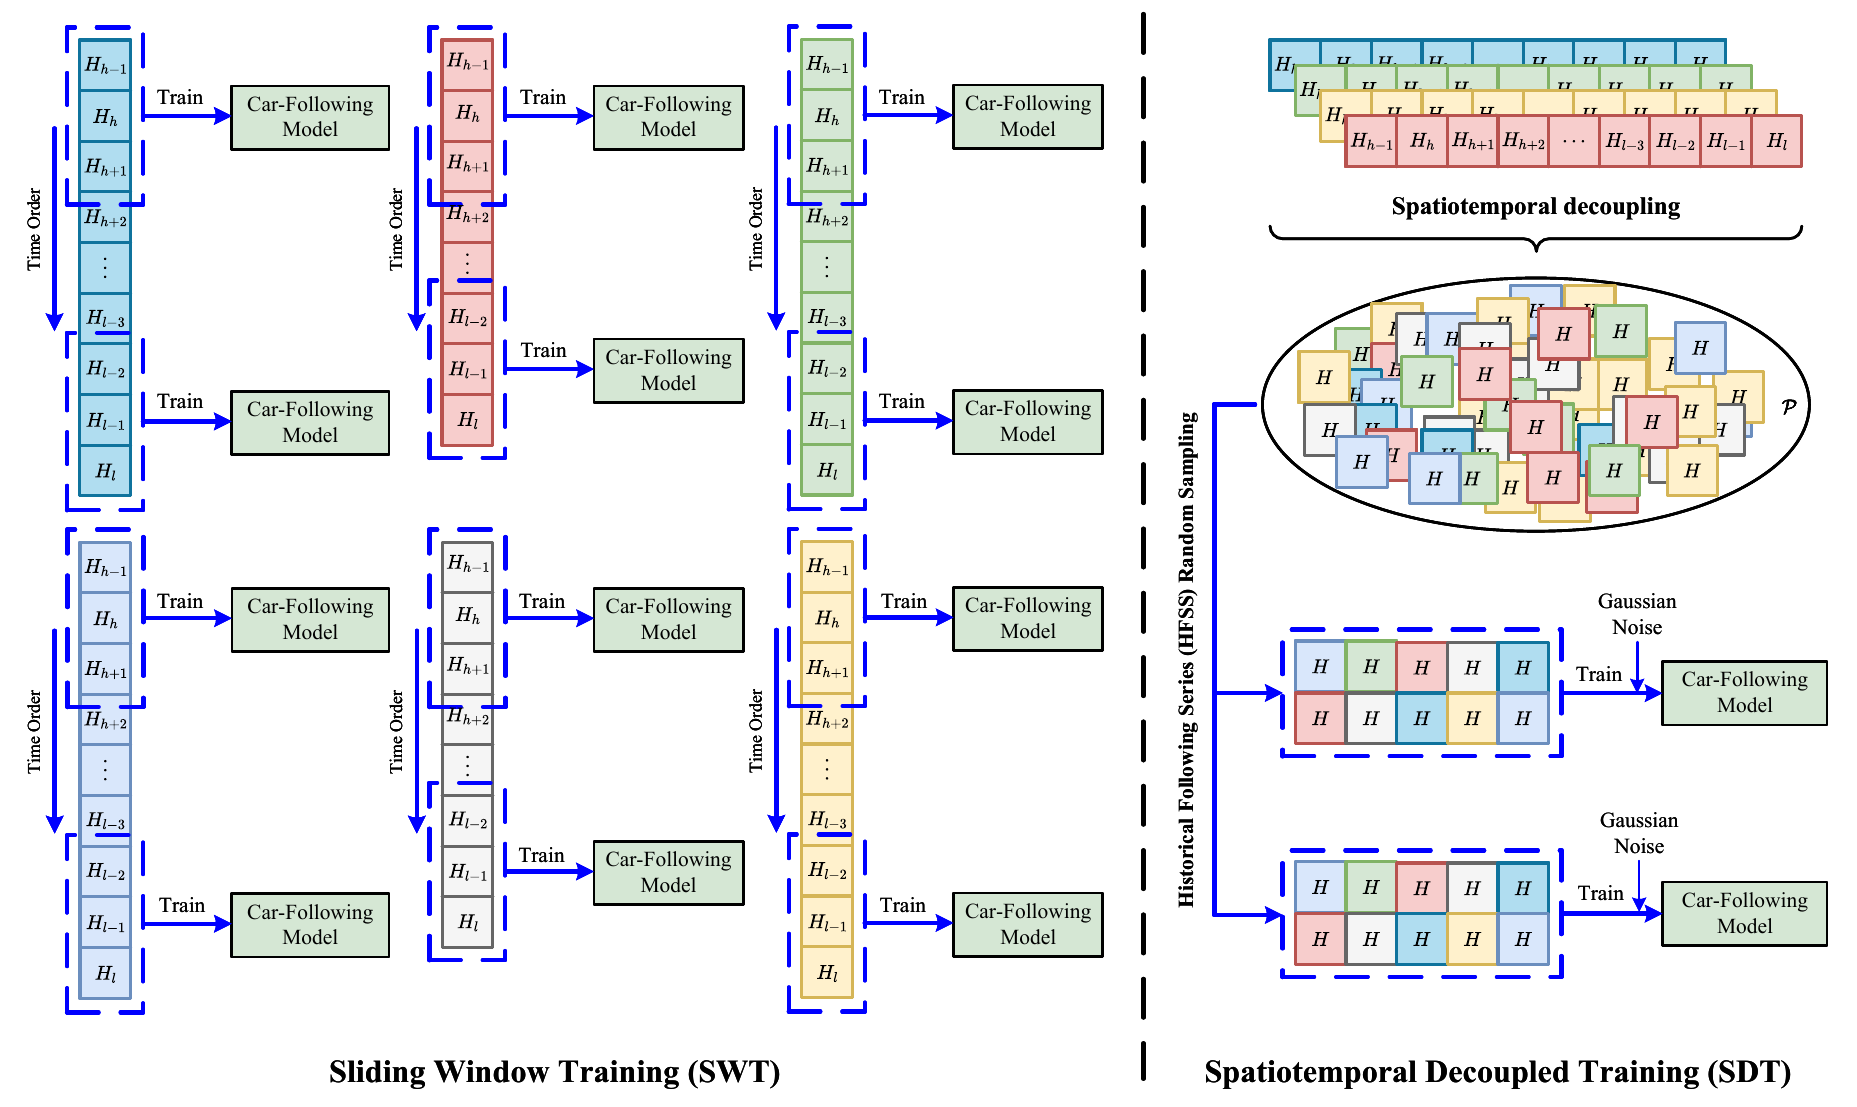 H_{h-1}
H_h
H_{h+1}
H_{h+2}
⋮
H_{l-3}
H_{l-2}
H_{l-1}
H_l
Time Order
Train
Car-Following
Model
Train
Car-Following
Model
H_{h-1}
H_h
H_{h+1}
H_{h+2}
⋮
H_{l-2}
H_{l-1}
H_l
Time Order
Train
Car-Following
Model
Train
Car-Following
Model
H_{h-1}
H_h
H_{h+1}
H_{h+2}
⋮
H_{l-3}
H_{l-2}
H_{l-1}
H_l
Time Order
Train
Car-Following
Model
Train
Car-Following
Model
H_{h-1}
H_h
H_{h+1}
H_{h+2}
⋮
H_{l-3}
H_{l-2}
H_{l-1}
H_l
Time Order
Train
Car-Following
Model
Train
Car-Following
Model
H_{h-1}
H_h
H_{h+1}
H_{h+2}
⋮
H_{l-2}
H_{l-1}
H_l
Time Order
Train
Car-Following
Model
Train
Car-Following
Model
H_{h-1}
H_h
H_{h+1}
H_{h+2}
⋮
H_{l-3}
H_{l-2}
H_{l-1}
H_l
Time Order
Train
Car-Following
Model
Train
Car-Following
Model
Sliding Window Training (SWT)
H_{h-1} H_h H_{h+1} H_{h+2} ⋯ H_{l-3} H_{l-2} H_{l-1} H_l
Spatiotemporal decoupling
H H H
H H H
H H H
H H H
H H H
H H H
𝒫
Historical Following Series (HFSS) Random Sampling
H H H H H
H H H H H
Train
Gaussian
Noise
Car-Following
Model
H H H H H
H H H H H
Train
Gaussian
Noise
Car-Following
Model
Spatiotemporal Decoupled Training (SDT)